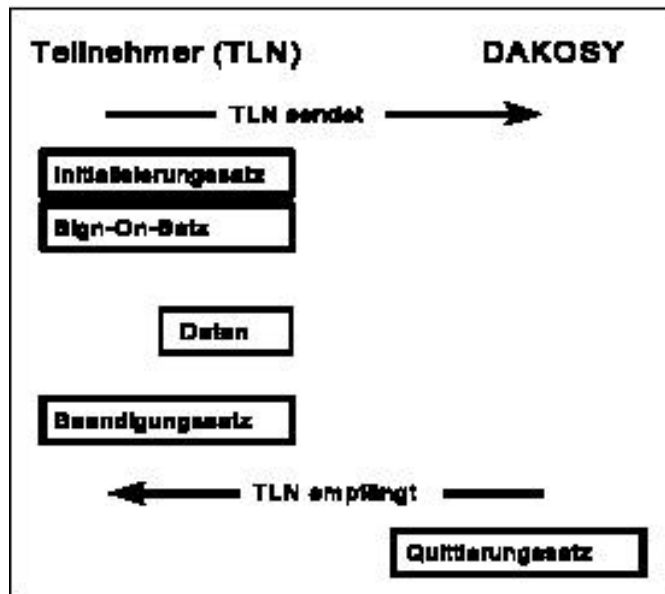 Teilnehmer (TLN) DAKOSY
TLN sendet
Initialisierungssatz
Sign-On-Satz
Daten
Beendigungssatz
TLN empfängt
Quittierungssatz